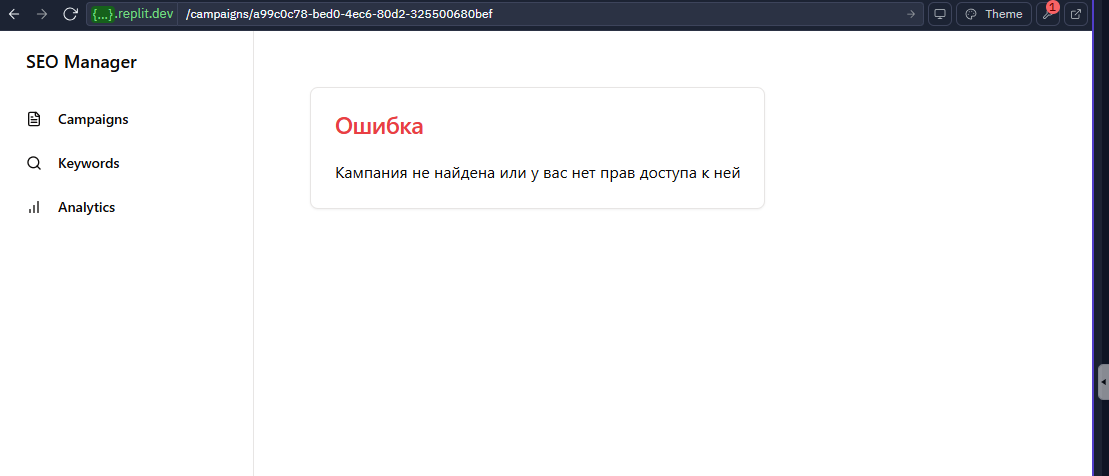 {...}.replit.dev /campaigns/a99c0c78-bed0-4ec6-80d2-325500680bef Theme 1
SEO Manager
Campaigns
Keywords
Analytics
Ошибка
Кампания не найдена или у вас нет прав доступа к ней